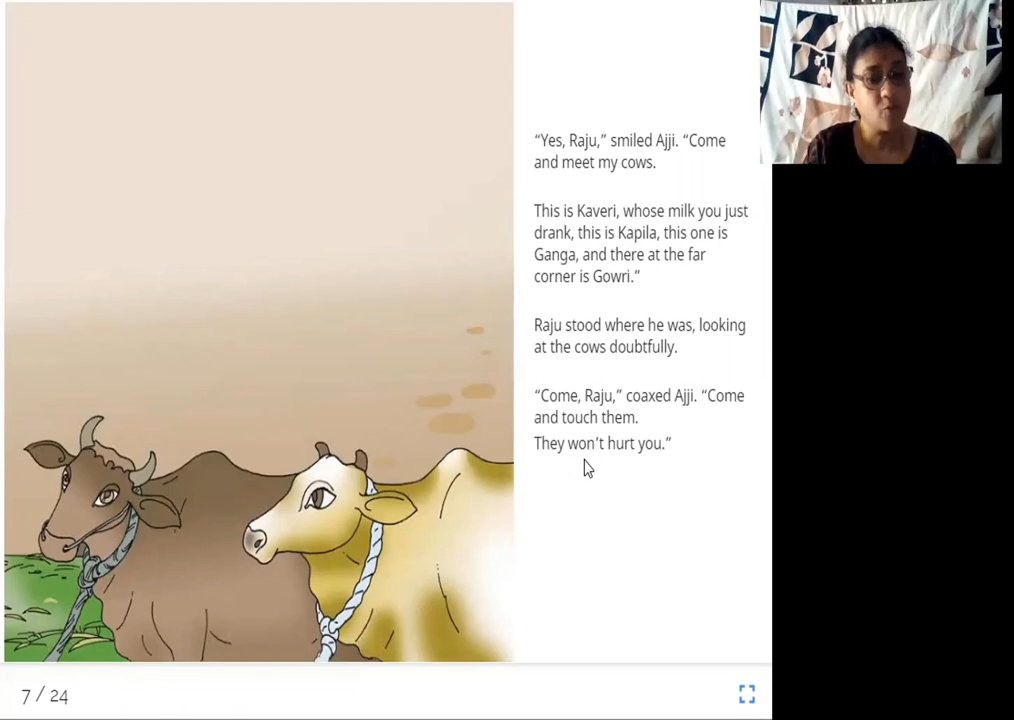 “Yes, Raju,” smiled Ajji. “Come
and meet my cows.
This is Kaveri, whose milk you just
drank, this is Kapila, this one is
Ganga, and there at the far
corner is Gowri.”
Raju stood where he was, looking
at the cows doubtfully.
“Come, Raju,” coaxed Ajji. “Come
and touch them.
They won’t hurt you.”
7 / 24